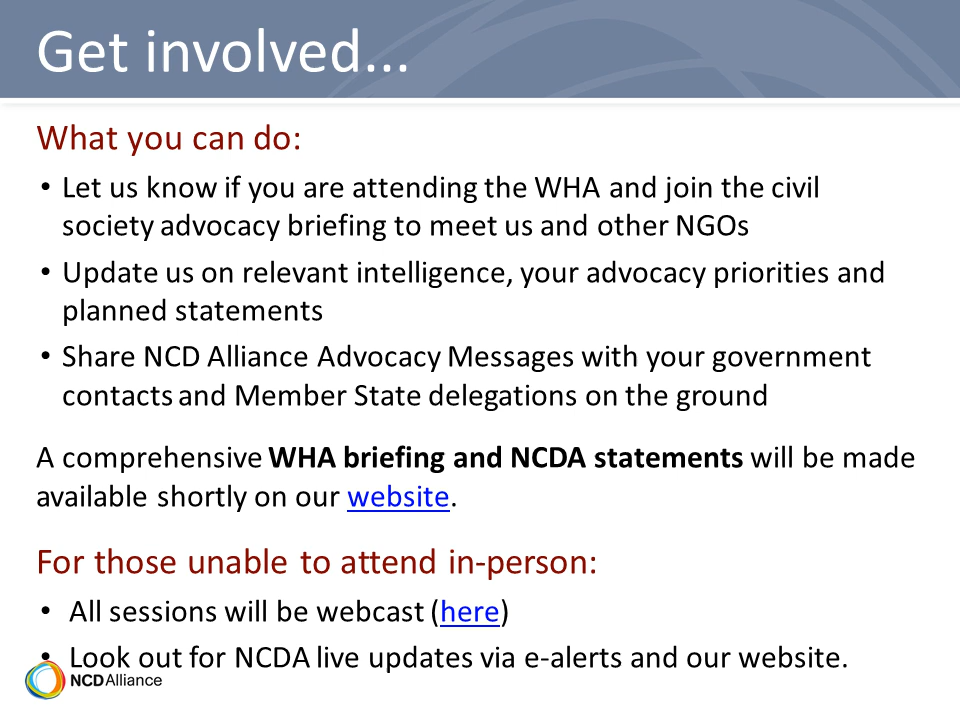 Get involved...
What you can do:
• Let us know if you are attending the WHA and join the civil
society advocacy briefing to meet us and other NGOs
• Update us on relevant intelligence, your advocacy priorities and
planned statements
• Share NCD Alliance Advocacy Messages with your government
contacts and Member State delegations on the ground
A comprehensive WHA briefing and NCDA statements will be made
available shortly on our website.
For those unable to attend in-person:
• All sessions will be webcast (here)
• Look out for NCDA live updates via e-alerts and our website.
NCD Alliance